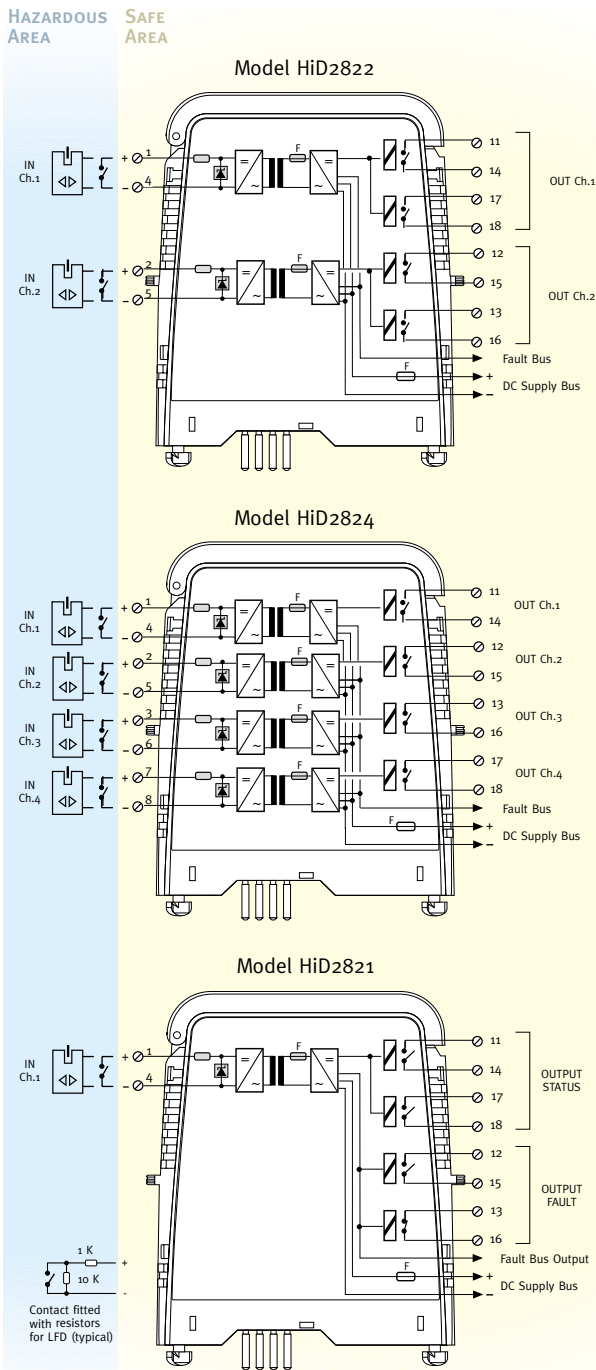 HAZARDOUS AREA
SAFE AREA
Model HiD2822
IN Ch.1
+ 1
– 4
F
11
14
17
18
OUT Ch.1
IN Ch.2
+ 2
– 5
F
12
15
13
16
OUT Ch.2
Fault Bus
F
+
DC Supply Bus
–
= ~
= ~
= ~
= ~
Model HiD2824
IN Ch.1
+ 1
– 4
F
= ~
= ~
11
14
OUT Ch.1
IN Ch.2
+ 2
– 5
F
= ~
= ~
12
15
OUT Ch.2
IN Ch.3
+ 3
– 6
F
= ~
= ~
13
16
OUT Ch.3
IN Ch.4
+ 7
– 8
F
= ~
= ~
17
18
OUT Ch.4
Fault Bus
F
+
DC Supply Bus
–
Model HiD2821
IN Ch.1
+ 1
– 4
F
= ~
= ~
11
14
17
18
OUTPUT STATUS
12
15
13
16
OUTPUT FAULT
Fault Bus Output
F
+
DC Supply Bus
–
1 K
+
10 K
-
Contact fitted
with resistors
for LFD (typical)